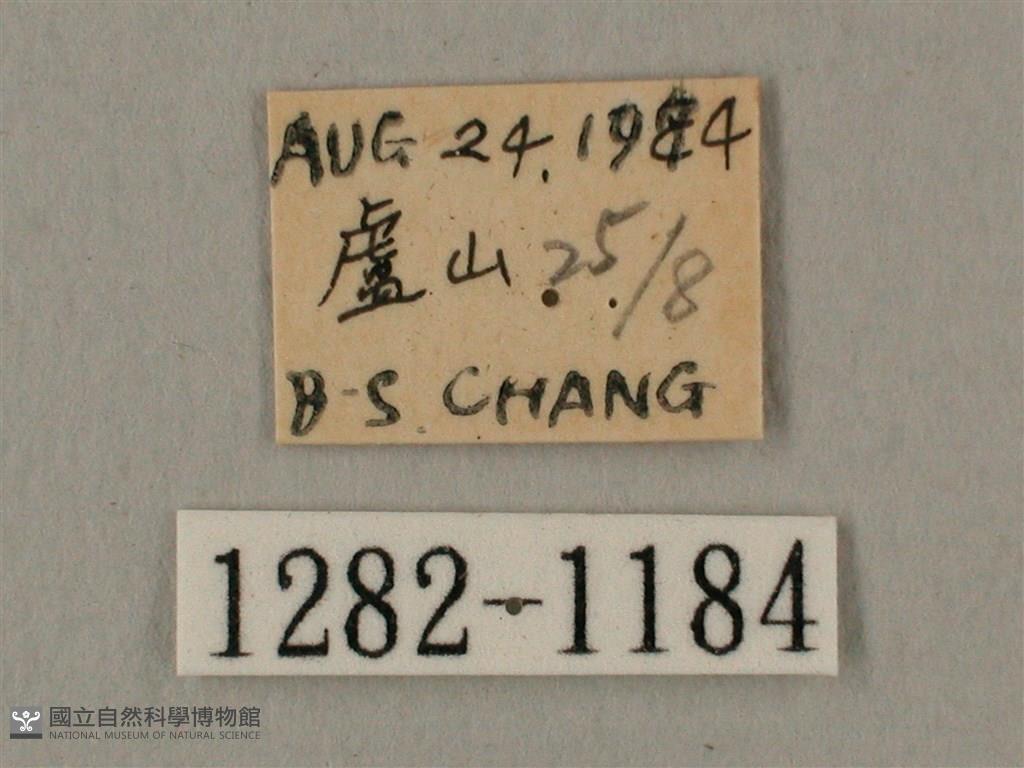 AUG 24. 1984
盧山 25/8
B-S. CHANG
1282-1184
國立自然科學博物館
NATIONAL MUSEUM OF NATURAL SCIENCE